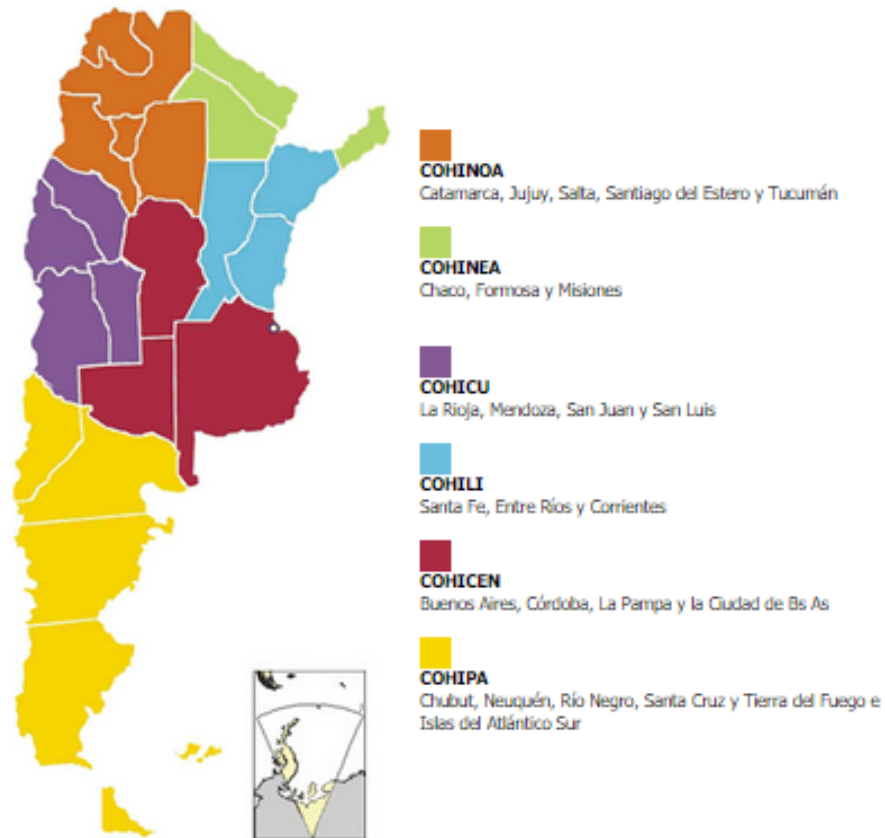 COHINOA
Catamarca, Jujuy, Salta, Santiago del Estero y Tucumán
COHINEA
Chaco, Formosa y Misiones
COHICU
La Rioja, Mendoza, San Juan y San Luis
COHILI
Santa Fe, Entre Ríos y Corrientes
COHICEN
Buenos Aires, Córdoba, La Pampa y la Ciudad de Bs As
COHIPA
Chubut, Neuquén, Río Negro, Santa Cruz y Tierra del Fuego e
Islas del Atlántico Sur